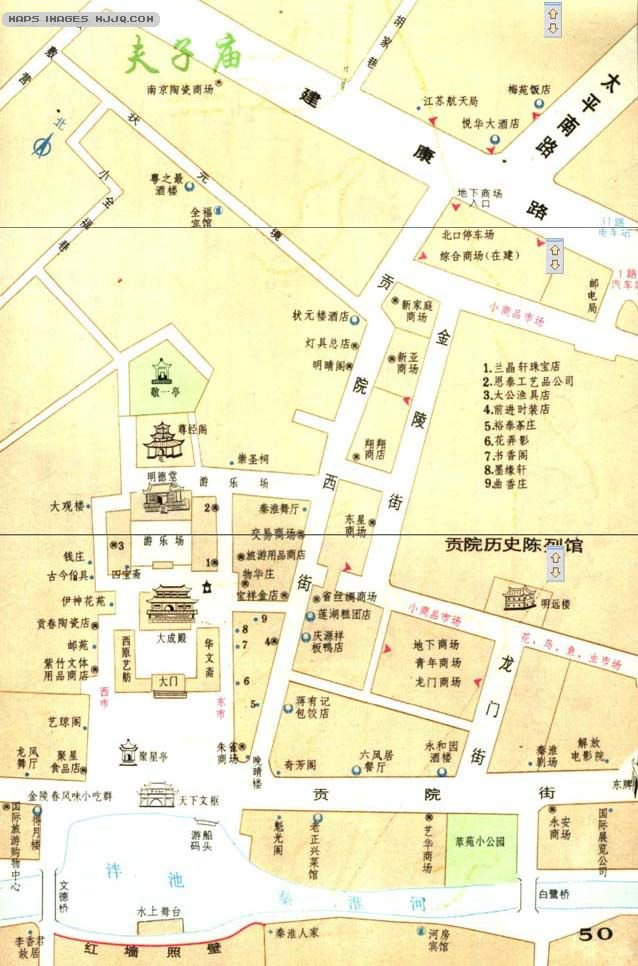 MAPS IMAGES MJJQ.COM
夫子庙
南京陶瓷商场
胡家巷
建康路
太平南路
江苏航天局
梅苑饭店
悦华大酒店
北
状元境
小全福巷
粤之最
酒楼
全福
宾馆
地下商场
入口
31路
电车站
北口停车场
综合商场(在建)
1路
汽车站
邮电局
小商品市场
贡院西街
金陵路
新家庭
商场
状元楼酒店
灯具总店
明晴阁
新亚
商场
1.兰晶轩珠宝店
2.恩泰工艺品公司
3.太公渔具店
4.前进时装店
5.裕泰茶庄
6.花弄影
7.书香阁
8.墨缘轩
9.曲香庄
敬一亭
尊经阁
翔翔
商店
崇圣祠
明德堂
游乐场
大观楼
2
秦淮舞厅
东星
商场
交易商场
游乐场
3
贡院历史陈列馆
钱庄
旅游用品商店
古今偕具
四宝斋
1
物华庄
伊神花苑
宝祥金店
省丝绸商场
小商品市场
明远楼
贡春陶瓷店
大成殿
莲湖糕团店
邮苑
西原艺舫
华文斋
9
8
7
4
庆源祥
板鸭店
地下商场
青年商场
龙门商场
花、鸟、鱼、虫市场
龙门街
紫竹文体
用品商店
大门
6
西市
东市
5
蒋有记
包饺店
艺琼阁
聚星亭
朱雀
商场
晚晴楼
龙凤
舞厅
聚星
食品店
奇芳阁
六凤居
餐厅
永和园
酒楼
秦淮
剧场
解放
电影院
金陵春风味小吃群
天下文枢
贡院街
东牌
国际旅游购物中心
得月楼
游船
码头
魁光阁
老正兴菜馆
艺华商场
萃苑小公园
永安
商场
国际展览公司
泮池
秦淮河
文德桥
白鹭桥
水上舞台
李香君
故居
红墙照壁
秦淮人家
河房
宾馆
50